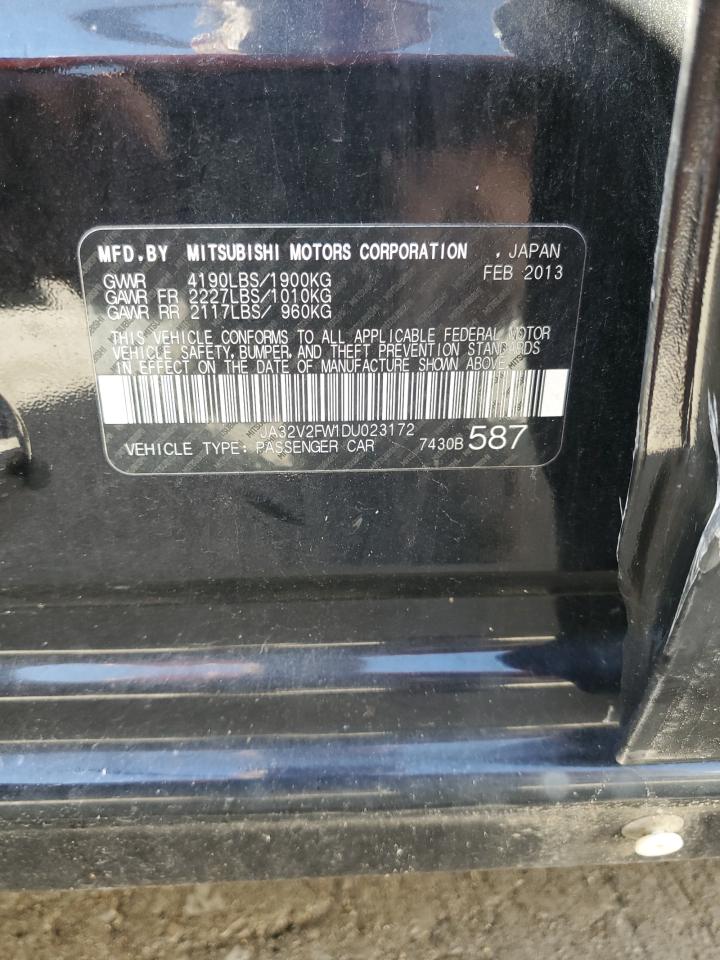 MFD.BY MITSUBISHI MOTORS CORPORATION , JAPAN
FEB 2013
GVWR 4190LBS/1900KG
GAWR FR 2227LBS/1010KG
GAWR RR 2117LBS/ 960KG
THIS VEHICLE CONFORMS TO ALL APPLICABLE FEDERAL MOTOR
VEHICLE SAFETY, BUMPER, AND THEFT PREVENTION STANDARDS
IN EFFECT ON THE DATE OF MANUFACTURE SHOWN ABOVE.
JA32V2FW1DU023172
VEHICLE TYPE: PASSENGER CAR 7430B 587